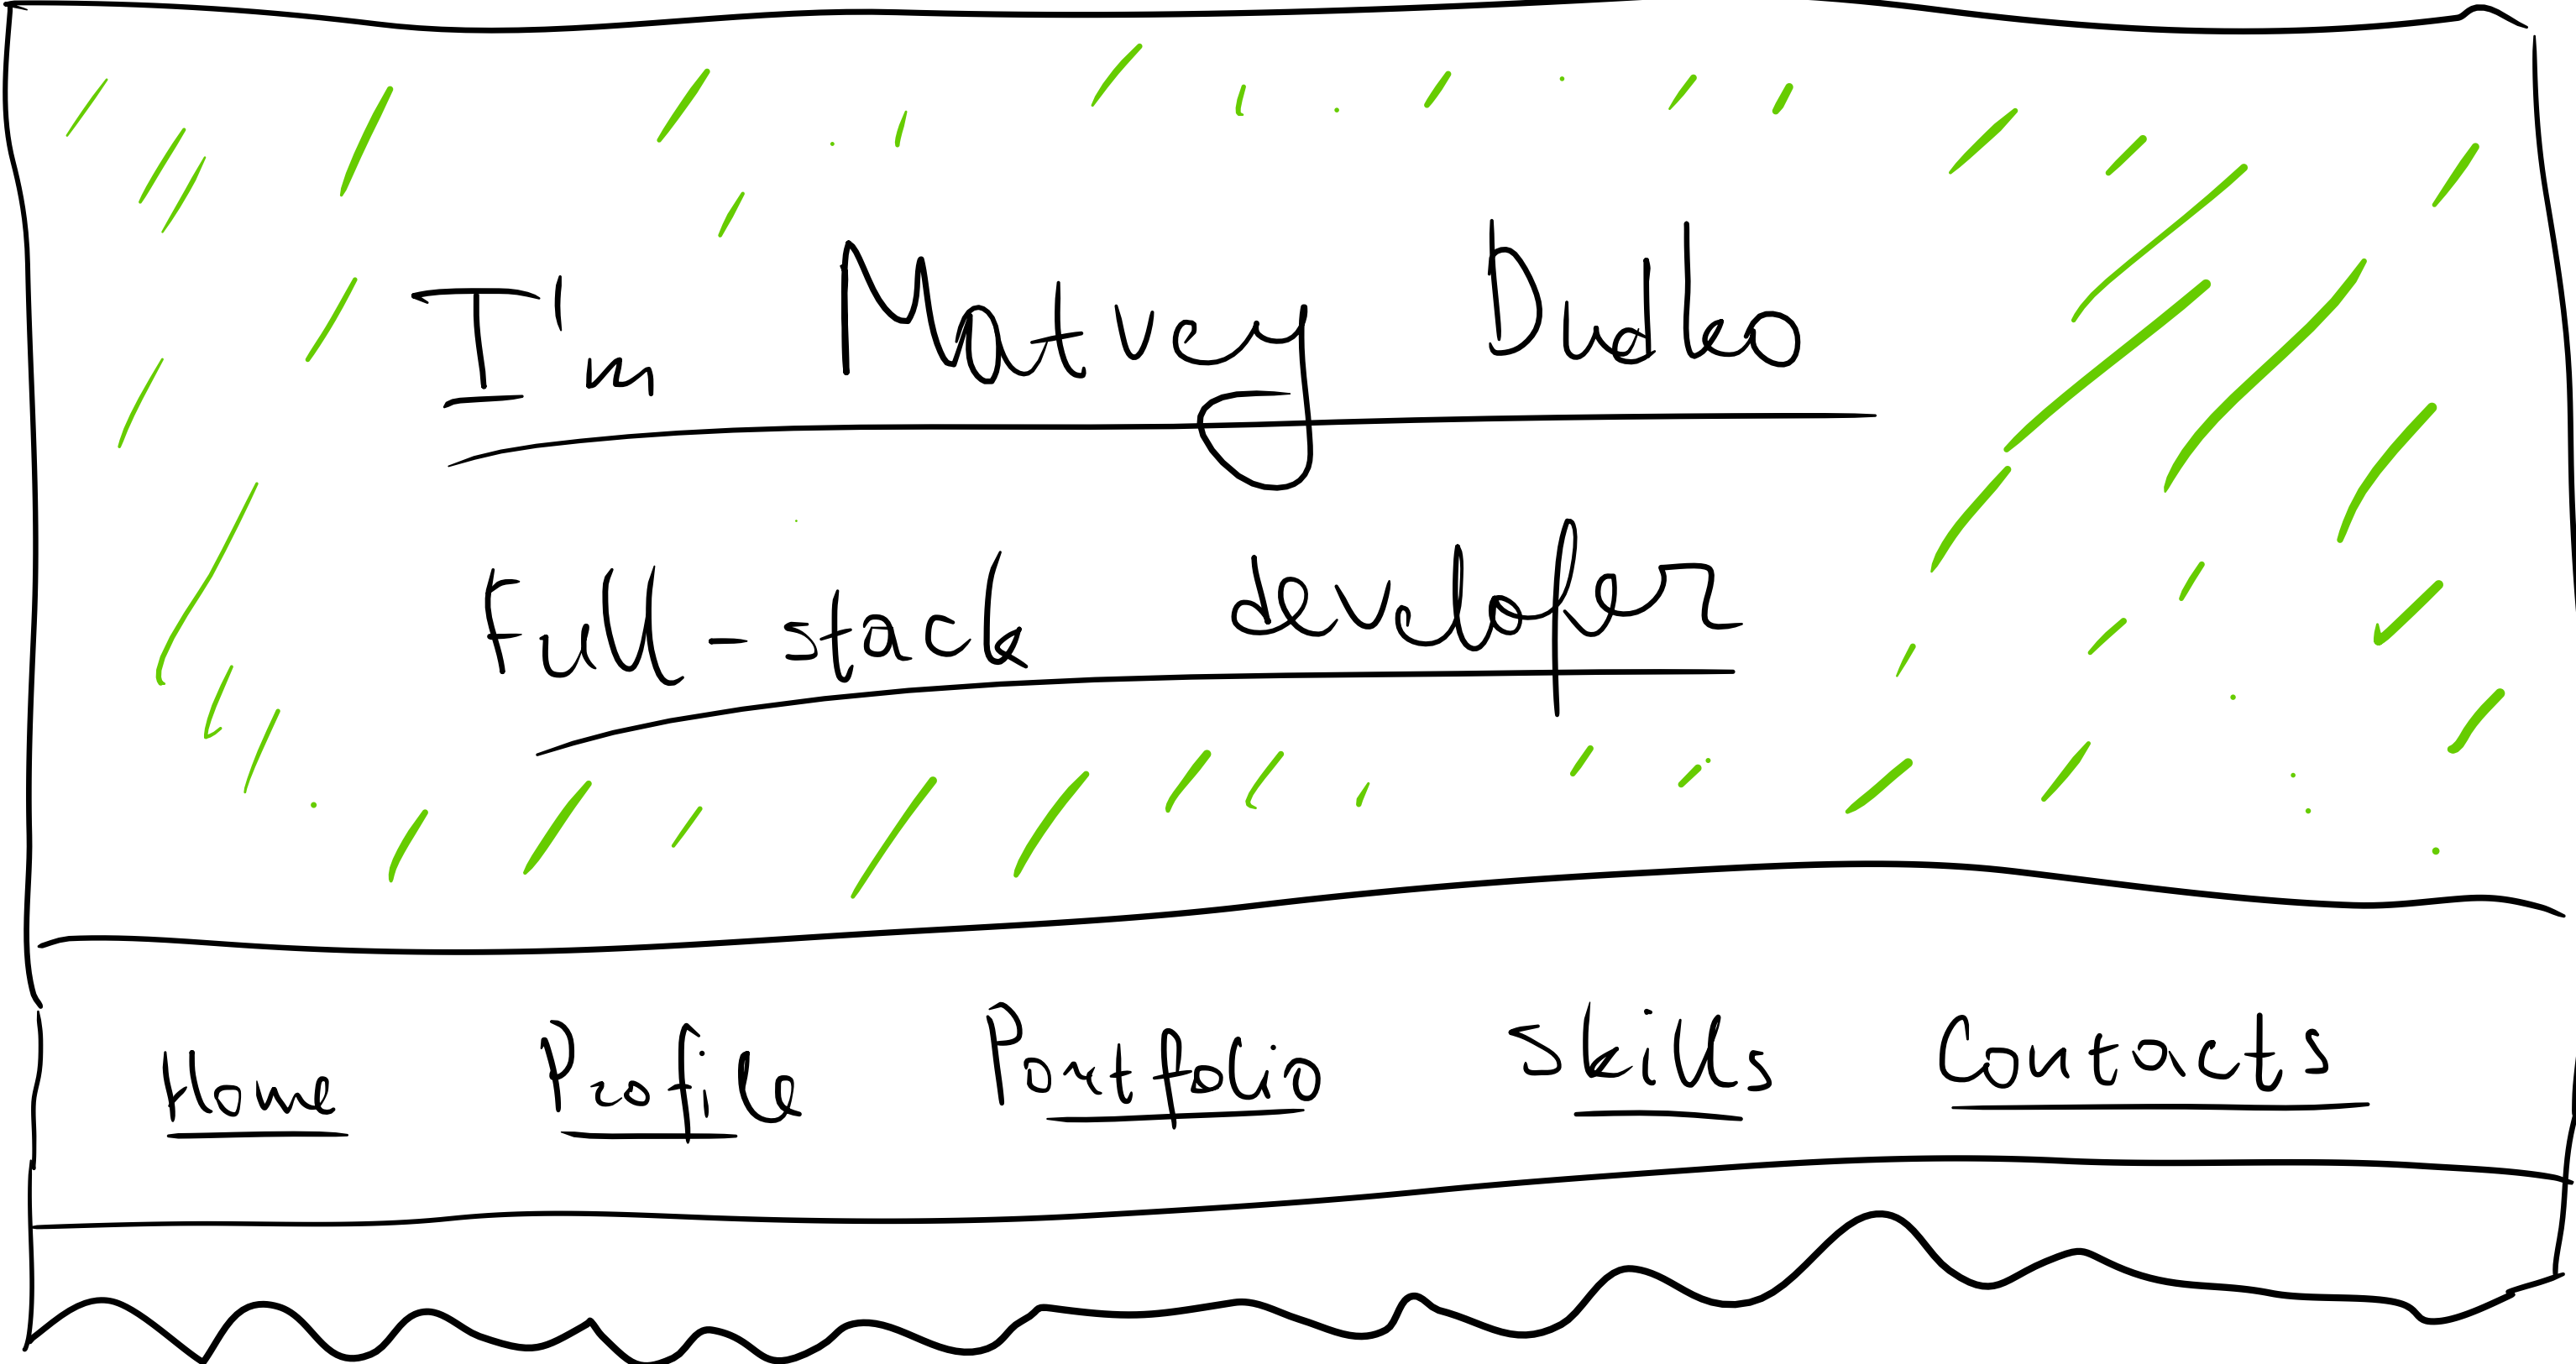 I'm Matvey Dudko
Full-stack developer
Home Profile Portfolio Skills Contacts